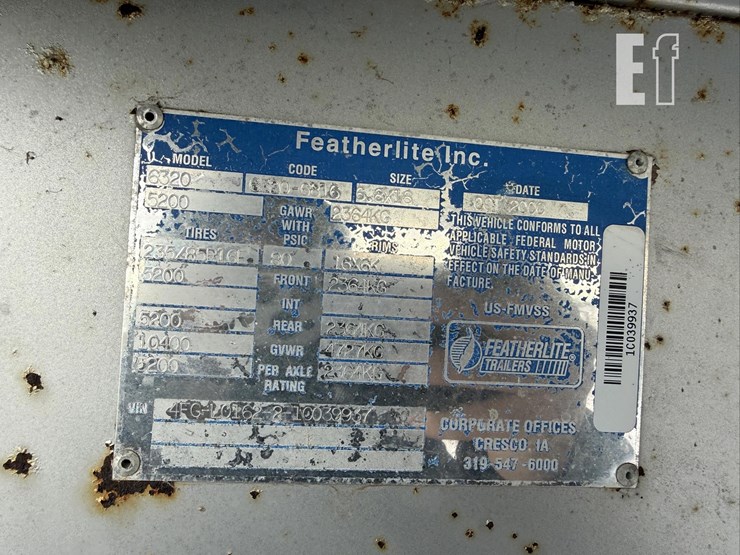 Ef
Featherlite Inc.
MODEL CODE SIZE DATE
6320
5200 GAWR WITH PSIC 2364KG
THIS VEHICLE CONFORMS TO ALL
APPLICABLE FEDERAL MOTOR
VEHICLE SAFETY STANDARDS IN
EFFECT ON THE DATE OF MANU
FACTURE.
TIRES RIMS
80 16X6
5200 FRONT 2364KG
INT
US-FMVSS
5200 REAR 2364KG
10400 GVWR 4727KG
5200 PER AXLE RATING 2364KG
FEATHERLITE
TRAILERS ®
1C039937
VIN
CORPORATE OFFICES
CRESCO, IA
319-547-6000